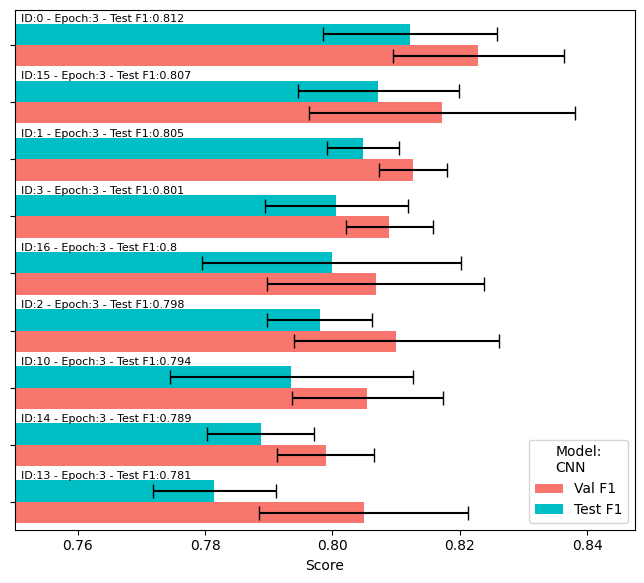 ID:0 - Epoch:3 - Test F1:0.812
ID:15 - Epoch:3 - Test F1:0.807
ID:1 - Epoch:3 - Test F1:0.805
ID:3 - Epoch:3 - Test F1:0.801
ID:16 - Epoch:3 - Test F1:0.8
ID:2 - Epoch:3 - Test F1:0.798
ID:10 - Epoch:3 - Test F1:0.794
ID:14 - Epoch:3 - Test F1:0.789
ID:13 - Epoch:3 - Test F1:0.781
Model:
CNN
Val F1
Test F1
0.76 0.78 0.80 0.82 0.84
Score